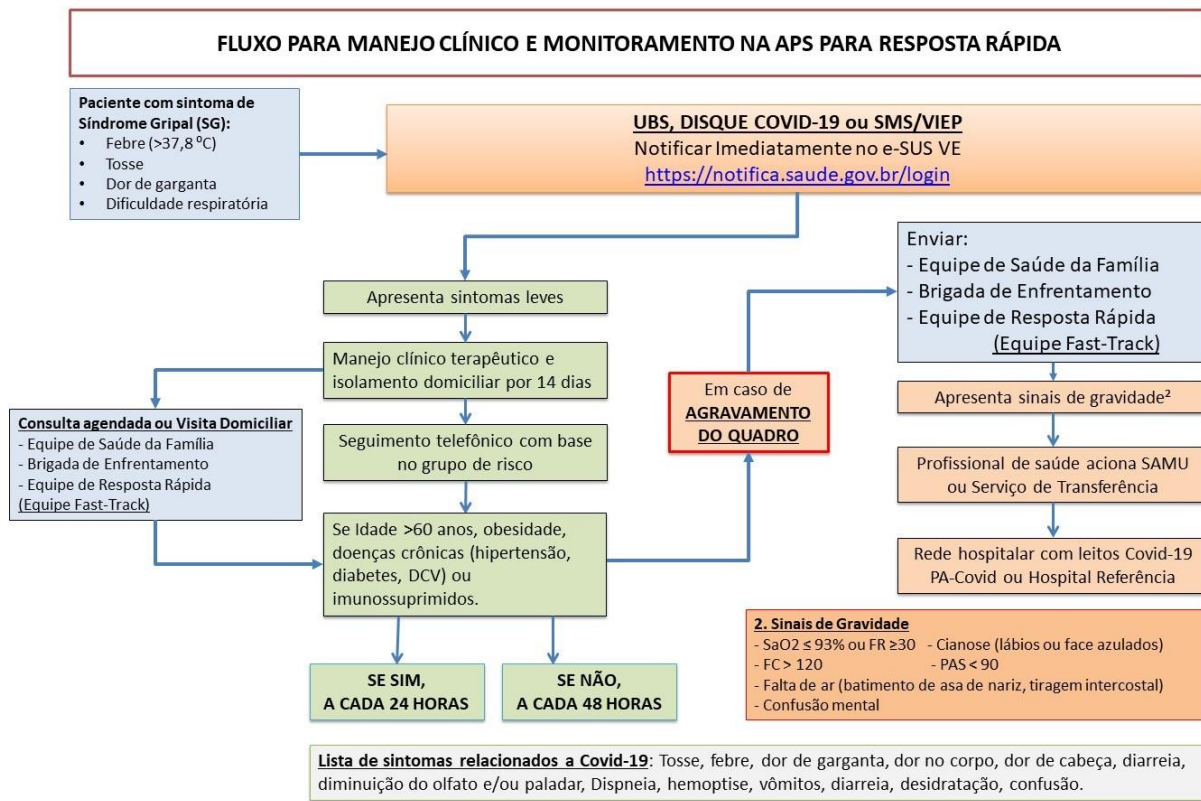 FLUXO PARA MANEJO CLÍNICO E MONITORAMENTO NA APS PARA RESPOSTA RÁPIDA
Paciente com sintoma de
Síndrome Gripal (SG):
• Febre (>37,8 ⁰C)
• Tosse
• Dor de garganta
• Dificuldade respiratória
UBS, DISQUE COVID-19 ou SMS/VIEP
Notificar Imediatamente no e-SUS VE
https://notifica.saude.gov.br/login
Apresenta sintomas leves
Manejo clínico terapêutico e
isolamento domiciliar por 14 dias
Consulta agendada ou Visita Domiciliar
- Equipe de Saúde da Família
- Brigada de Enfrentamento
- Equipe de Resposta Rápida
(Equipe Fast-Track)
Seguimento telefônico com base
no grupo de risco
Se Idade >60 anos, obesidade,
doenças crônicas (hipertensão,
diabetes, DCV) ou
imunossuprimidos.
SE SIM,
A CADA 24 HORAS
SE NÃO,
A CADA 48 HORAS
Em caso de
AGRAVAMENTO
DO QUADRO
Enviar:
- Equipe de Saúde da Família
- Brigada de Enfrentamento
- Equipe de Resposta Rápida
(Equipe Fast-Track)
Apresenta sinais de gravidade²
Profissional de saúde aciona SAMU
ou Serviço de Transferência
Rede hospitalar com leitos Covid-19
PA-Covid ou Hospital Referência
2. Sinais de Gravidade
- SaO2 ≤ 93% ou FR ≥30 - Cianose (lábios ou face azulados)
- FC > 120 - PAS < 90
- Falta de ar (batimento de asa de nariz, tiragem intercostal)
- Confusão mental
Lista de sintomas relacionados a Covid-19: Tosse, febre, dor de garganta, dor no corpo, dor de cabeça, diarreia,
diminuição do olfato e/ou paladar, Dispneia, hemoptise, vômitos, diarreia, desidratação, confusão.